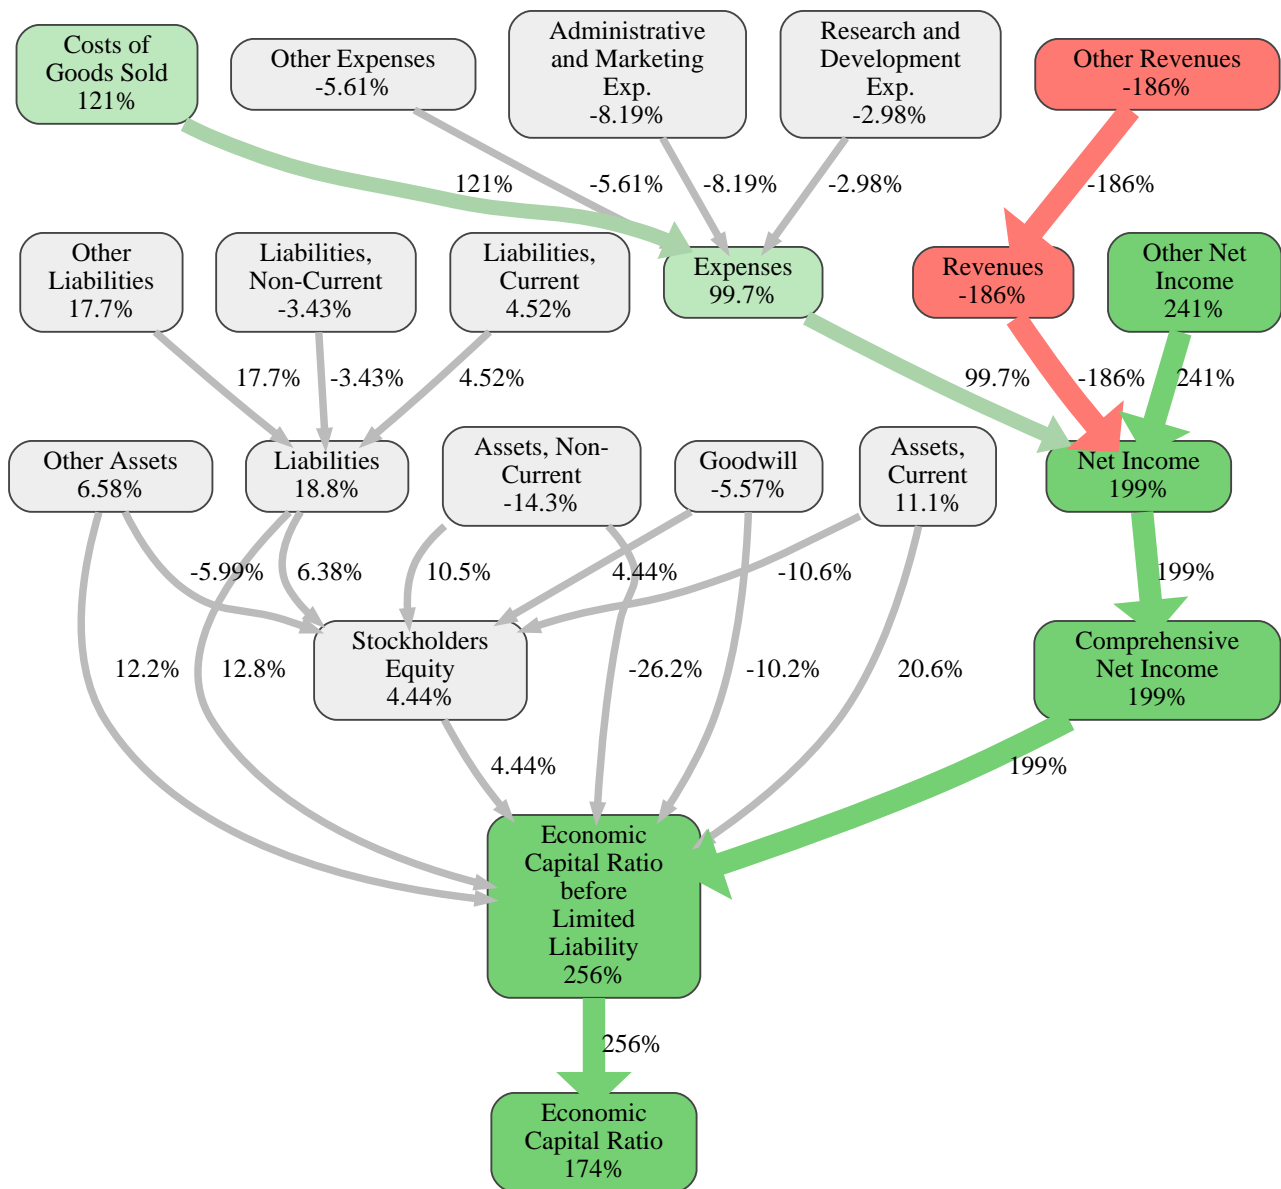 Costs of
Goods Sold
121%
Other Expenses
-5.61%
Administrative
and Marketing
Exp.
-8.19%
Research and
Development
Exp.
-2.98%
Other Revenues
-186%
121%
-5.61%
-8.19%
-2.98%
-186%
Other
Liabilities
17.7%
Liabilities,
Non-Current
-3.43%
Liabilities,
Current
4.52%
Expenses
99.7%
Revenues
-186%
Other Net
Income
241%
17.7%
-3.43%
4.52%
99.7%
-186%
241%
Other Assets
6.58%
Liabilities
18.8%
Assets, Non-
Current
-14.3%
Goodwill
-5.57%
Assets,
Current
11.1%
Net Income
199%
-5.99%
6.38%
10.5%
4.44%
-10.6%
199%
Stockholders
Equity
4.44%
Comprehensive
Net Income
199%
12.2%
12.8%
-26.2%
-10.2%
20.6%
4.44%
199%
Economic
Capital Ratio
before
Limited
Liability
256%
256%
Economic
Capital Ratio
174%